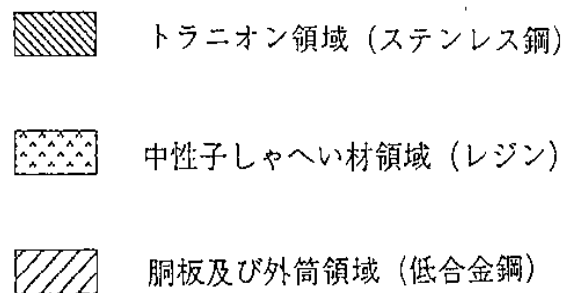 トラニオン領域 (ステンレス鋼)
中性子しゃへい材領域 (レジン)
胴板及び外筒領域 (低合金鋼)